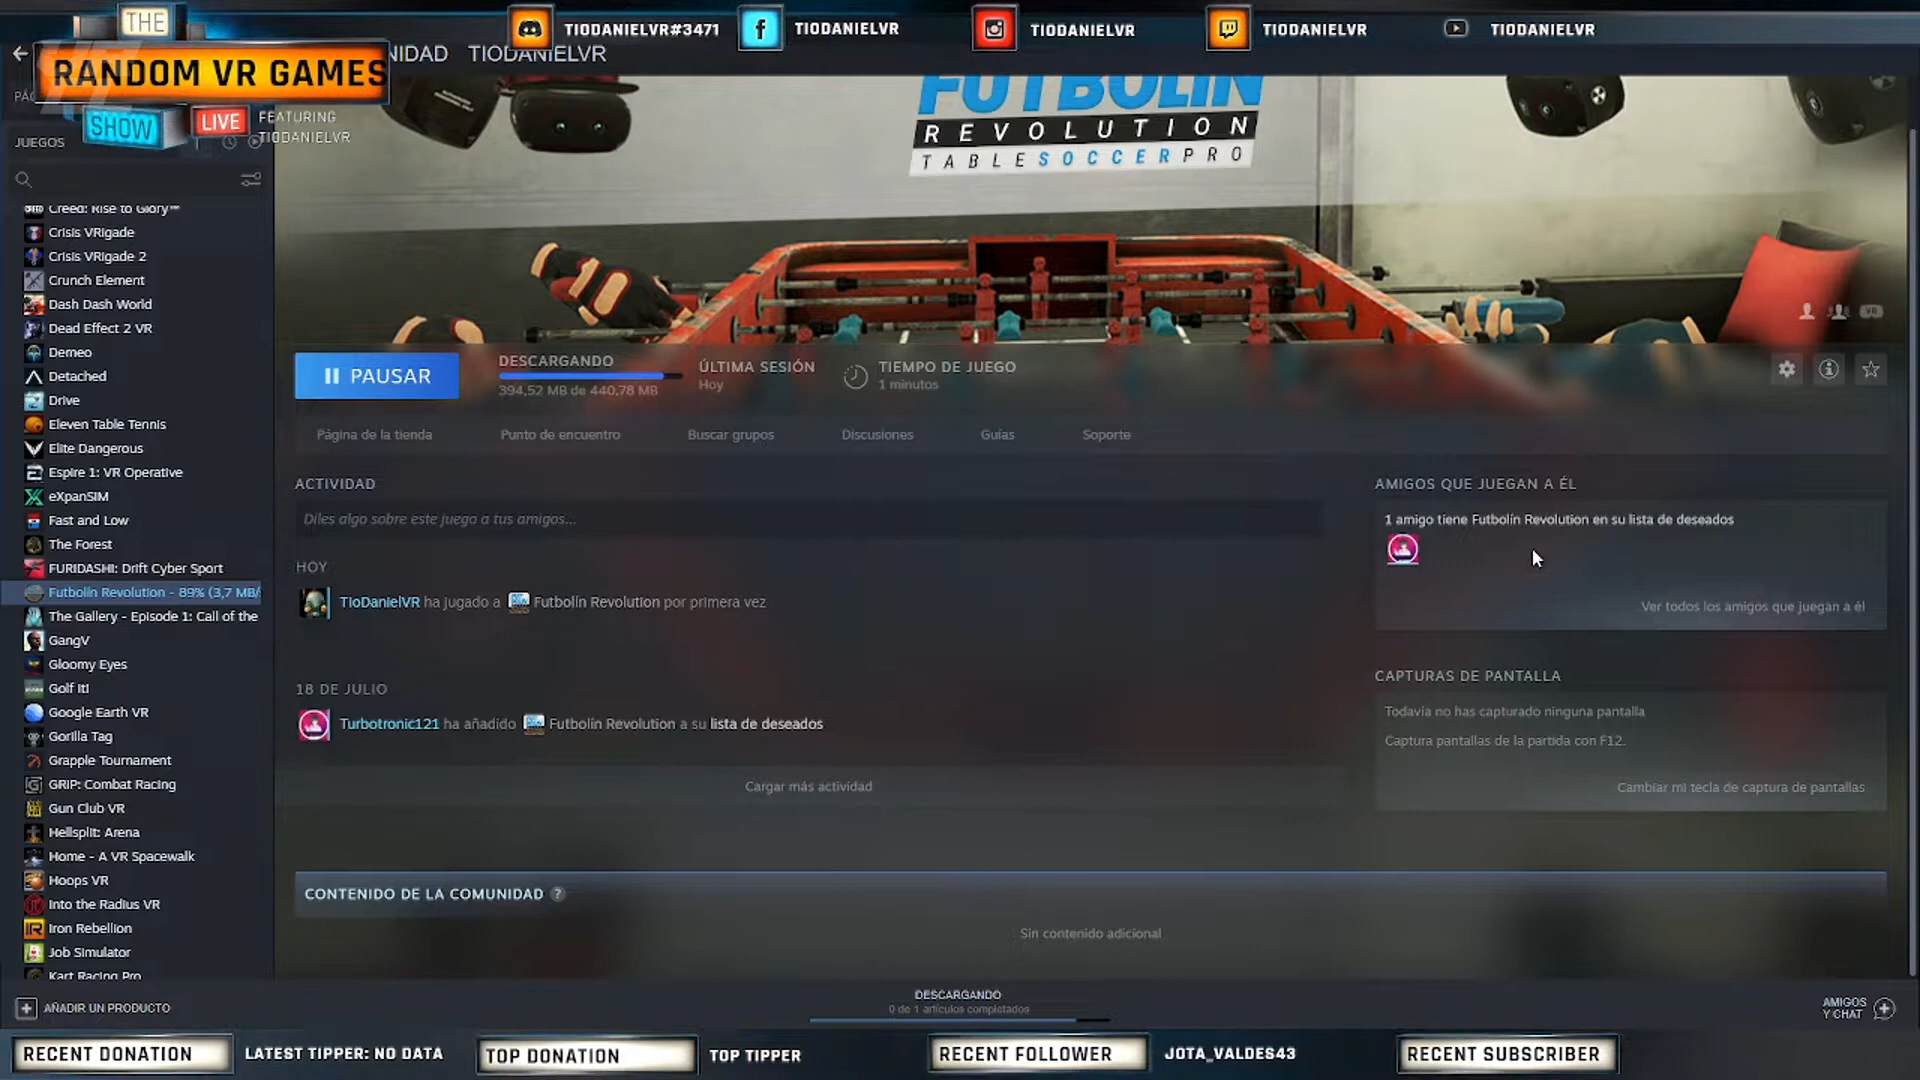 THE
RANDOM VR GAMES
SHOW
LIVE
FEARURING
TIODANIELVR
TIODANIELVR#3471
TIODANIELVR
TIODANIELVR
TIODANIELVR
TIODANIELVR
NIDAD TIODANIELVR
JUEGOS
Creed: Rise to Glory™
Crisis VRigade
Crisis VRigade 2
Crunch Element
Dash Dash World
Dead Effect 2 VR
Demeo
Detached
Drive
Eleven Table Tennis
Elite Dangerous
Espire 1: VR Operative
eXpanSIM
Fast and Low
The Forest
FURIDASHI: Drift Cyber Sport
Futbolín Revolution - 89% (3,7 MB/
The Gallery - Episode 1: Call of the
GangV
Gloomy Eyes
Golf It!
Google Earth VR
Gorilla Tag
Grapple Tournament
GRIP: Combat Racing
Gun Club VR
Hellsplit: Arena
Home - A VR Spacewalk
Hoops VR
Into the Radius VR
Iron Rebellion
Job Simulator
Kart Racing Pro
AÑADIR UN PRODUCTO
FUTBOLÍN
REVOLUTION
TABLESOCCERPRO
PAUSAR
DESCARGANDO
394,52 MB de 440,78 MB
ÚLTIMA SESIÓN
Hoy
TIEMPO DE JUEGO
1 minutos
Página de la tienda Punto de encuentro Buscar grupos Discusiones Guías Soporte
ACTIVIDAD
Diles algo sobre este juego a tus amigos...
HOY
TioDanielVR ha jugado a Futbolín Revolution por primera vez
18 DE JULIO
Turbotronic121 ha añadido Futbolín Revolution a su lista de deseados
Cargar más actividad
AMIGOS QUE JUEGAN A ÉL
1 amigo tiene Futbolín Revolution en su lista de deseados
Ver todos los amigos que juegan a él
CAPTURAS DE PANTALLA
Todavía no has capturado ninguna pantalla
Captura pantallas de la partida con F12.
Cambiar mi tecla de captura de pantallas
CONTENIDO DE LA COMUNIDAD ?
Sin contenido adicional
DESCARGANDO
0 de 1 artículos completados
AMIGOS
Y CHAT
RECENT DONATION LATEST TIPPER: NO DATA TOP DONATION TOP TIPPER RECENT FOLLOWER JOTA_VALDES43 RECENT SUBSCRIBER